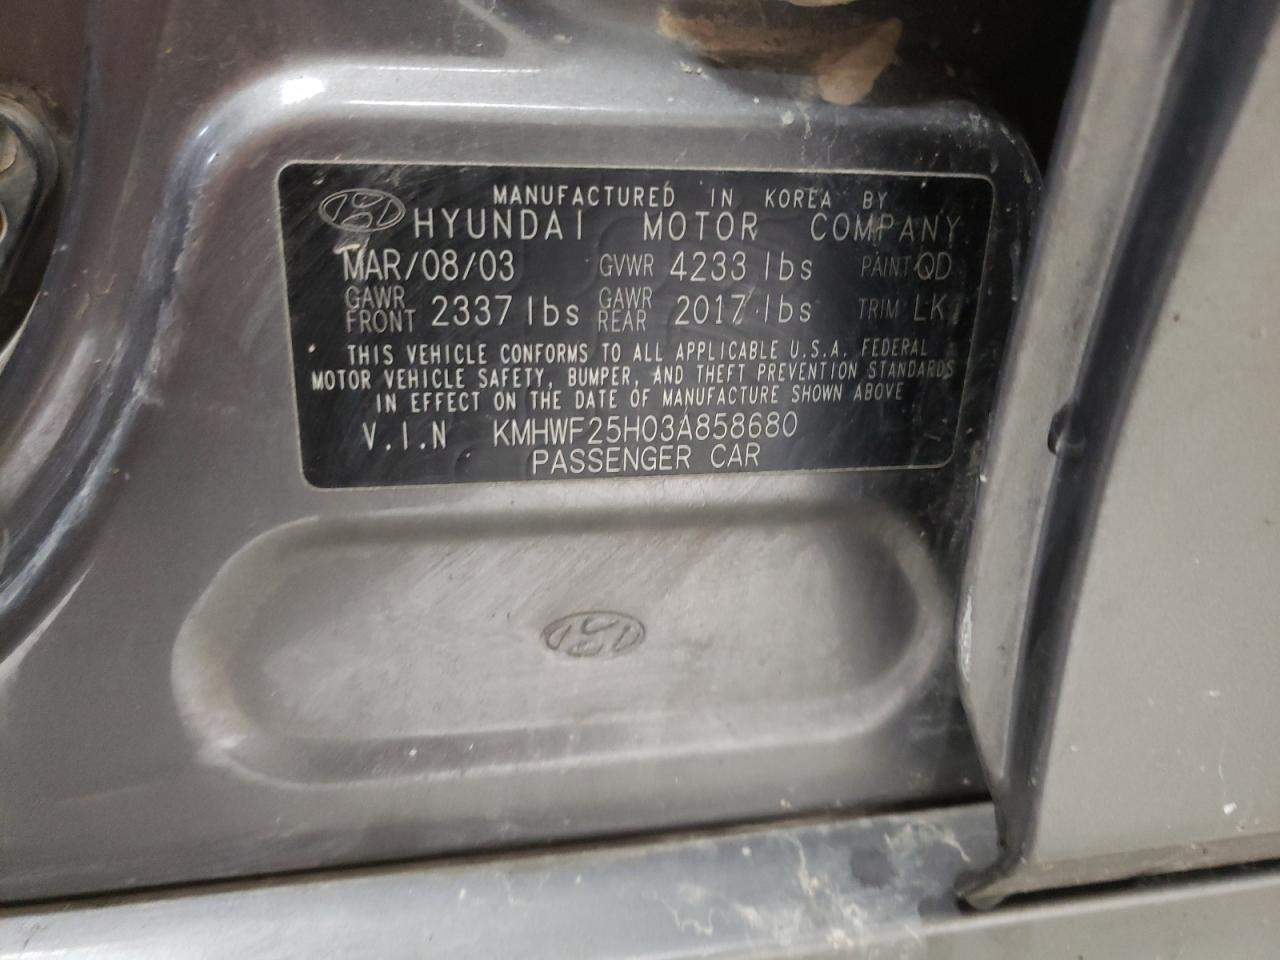 MANUFACTURED IN KOREA BY
HYUNDAI MOTOR COMPANY
MAR/08/03 GVWR 4233 lbs PAINT QD
GAWR FRONT 2337 lbs GAWR REAR 2017 lbs TRIM LK
THIS VEHICLE CONFORMS TO ALL APPLICABLE U.S.A. FEDERAL
MOTOR VEHICLE SAFETY, BUMPER, AND THEFT PREVENTION STANDARDS
IN EFFECT ON THE DATE OF MANUFACTURE SHOWN ABOVE
V.I.N KMHWF25H03A858680
PASSENGER CAR